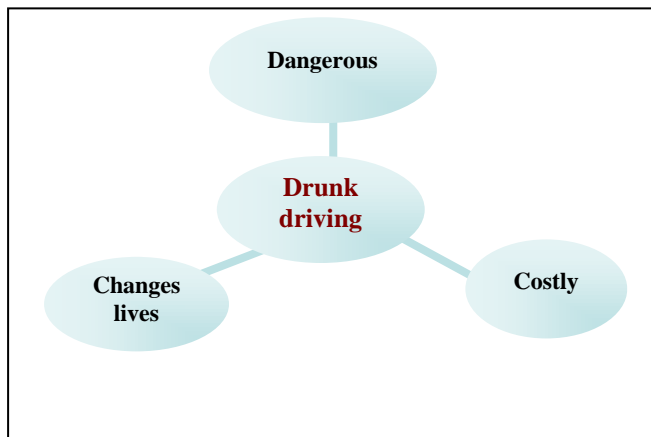 Dangerous
Drunk
driving
Changes
lives
Costly